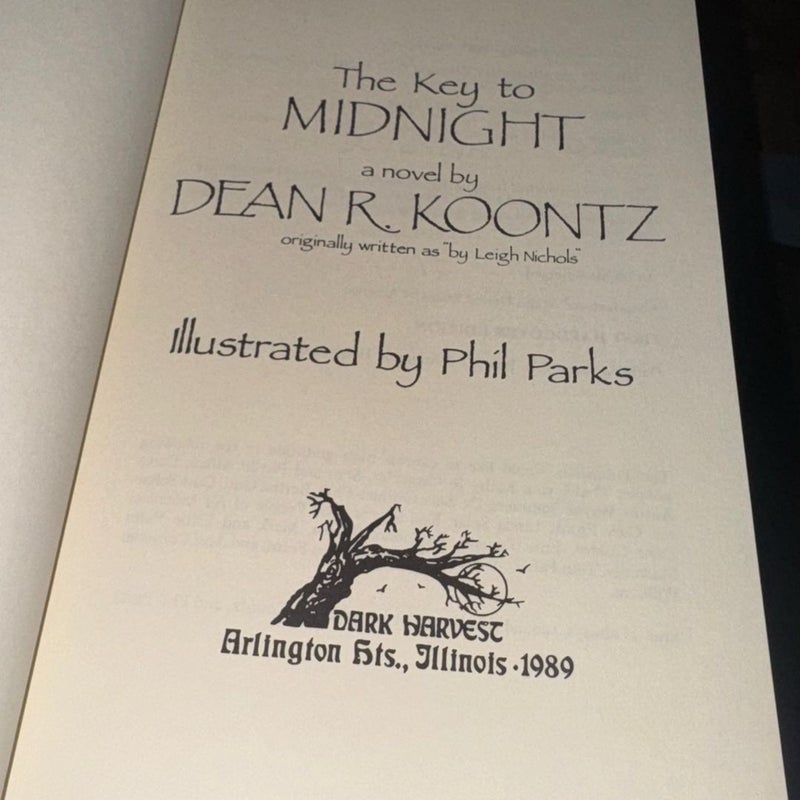 The Key to
MIDNIGHT
a novel by
DEAN R. KOONTZ
originally written as "by Leigh Nichols"
Illustrated by Phil Parks
DARK HARVEST
Arlington Hts., Illinois · 1989